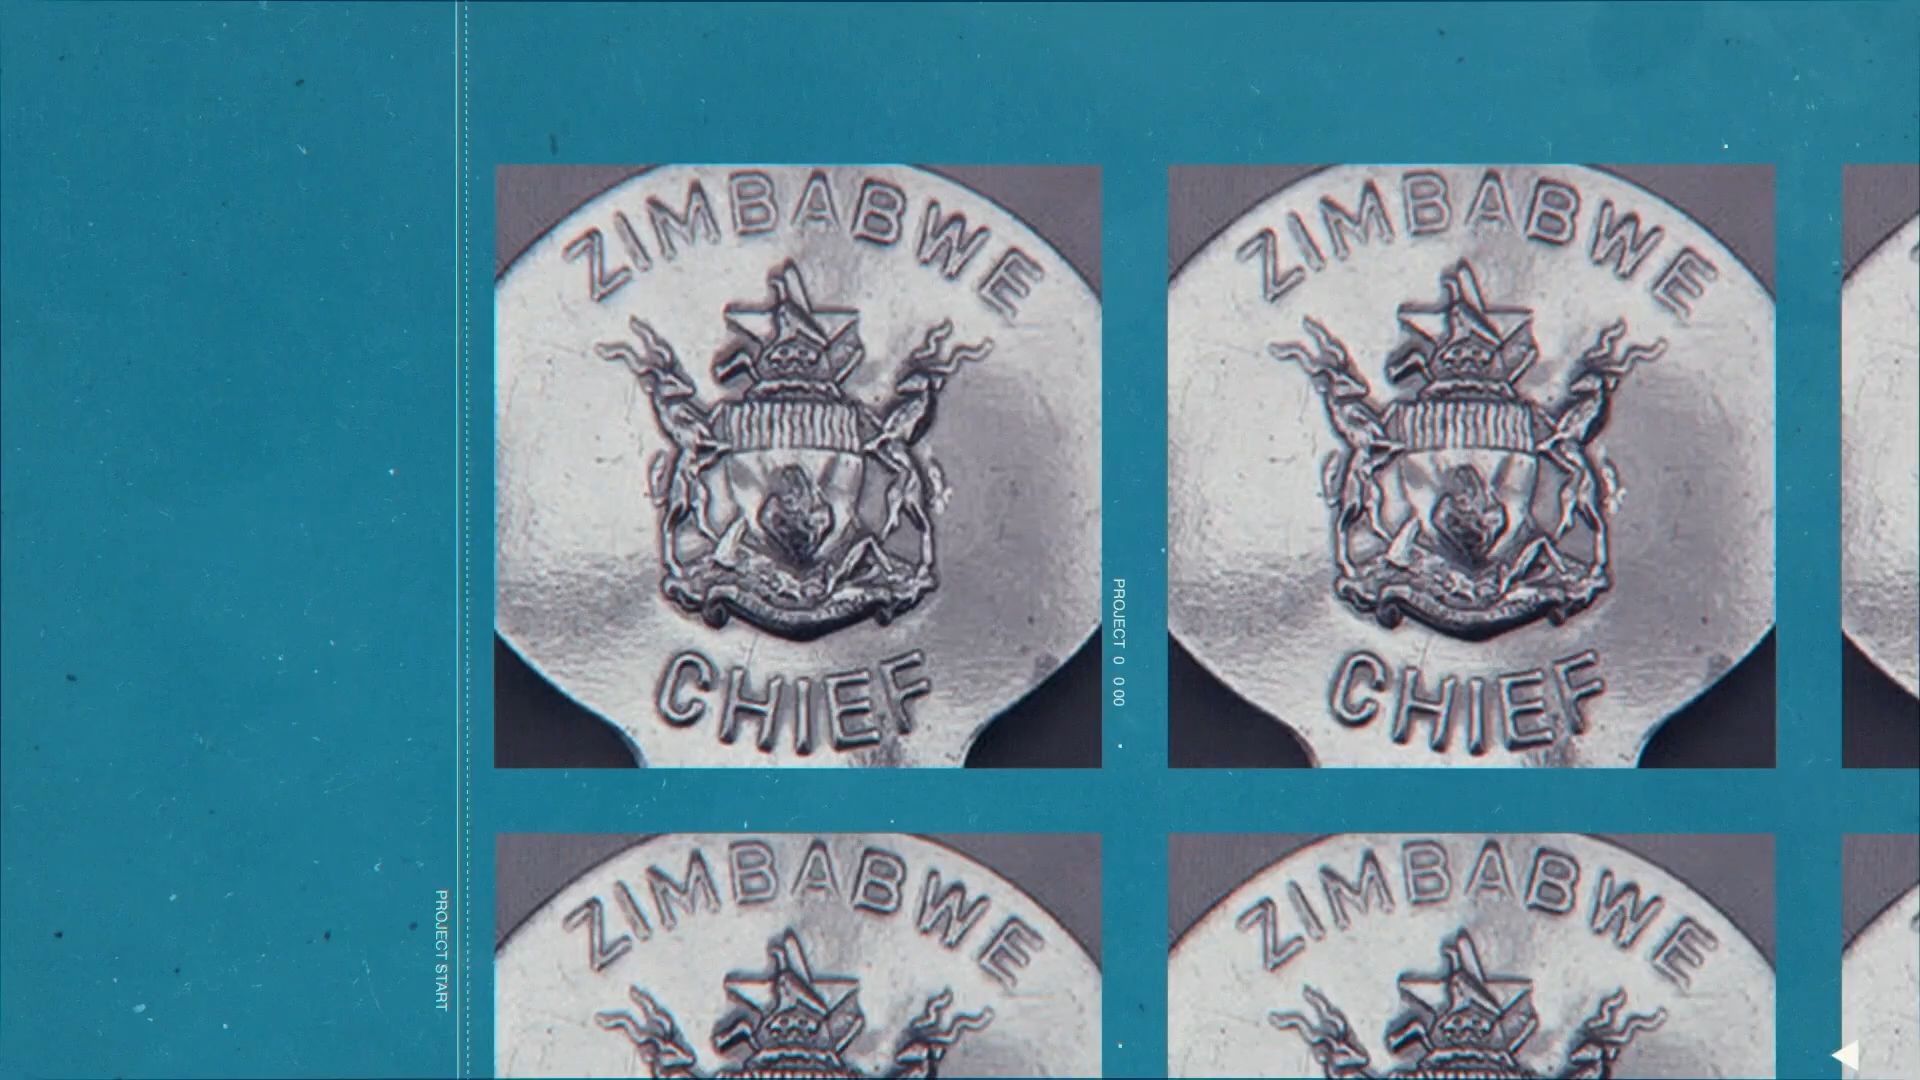 ZIMBABWE
CHIEF
ZIMBABWE
CHIEF
PROJECT 0 0 00
PROJECT START
ZIMBABWE
ZIMBABWE